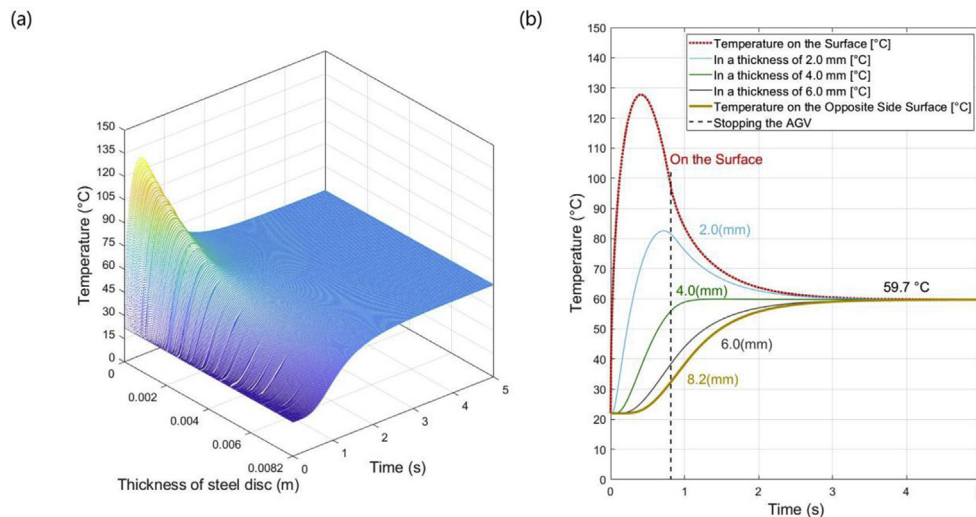 (a)
150
135
120
105
90
75
60
45
30
15
0
Temperature (°C)
0
0.002
0.004
0.006
0.0082
Thickness of steel disc (m)
0
1
2
3
4
5
Time (s)
(b)
150
140
130
120
110
100
90
80
70
60
50
40
30
20
10
0
Temperature (°C)
Temperature on the Surface [°C]
In a thickness of 2.0 mm [°C]
In a thickness of 4.0 mm [°C]
In a thickness of 6.0 mm [°C]
Temperature on the Opposite Side Surface [°C]
Stopping the AGV
On the Surface
2.0(mm)
4.0(mm)
59.7 °C
6.0(mm)
8.2(mm)
0
1
2
3
4
Time (s)